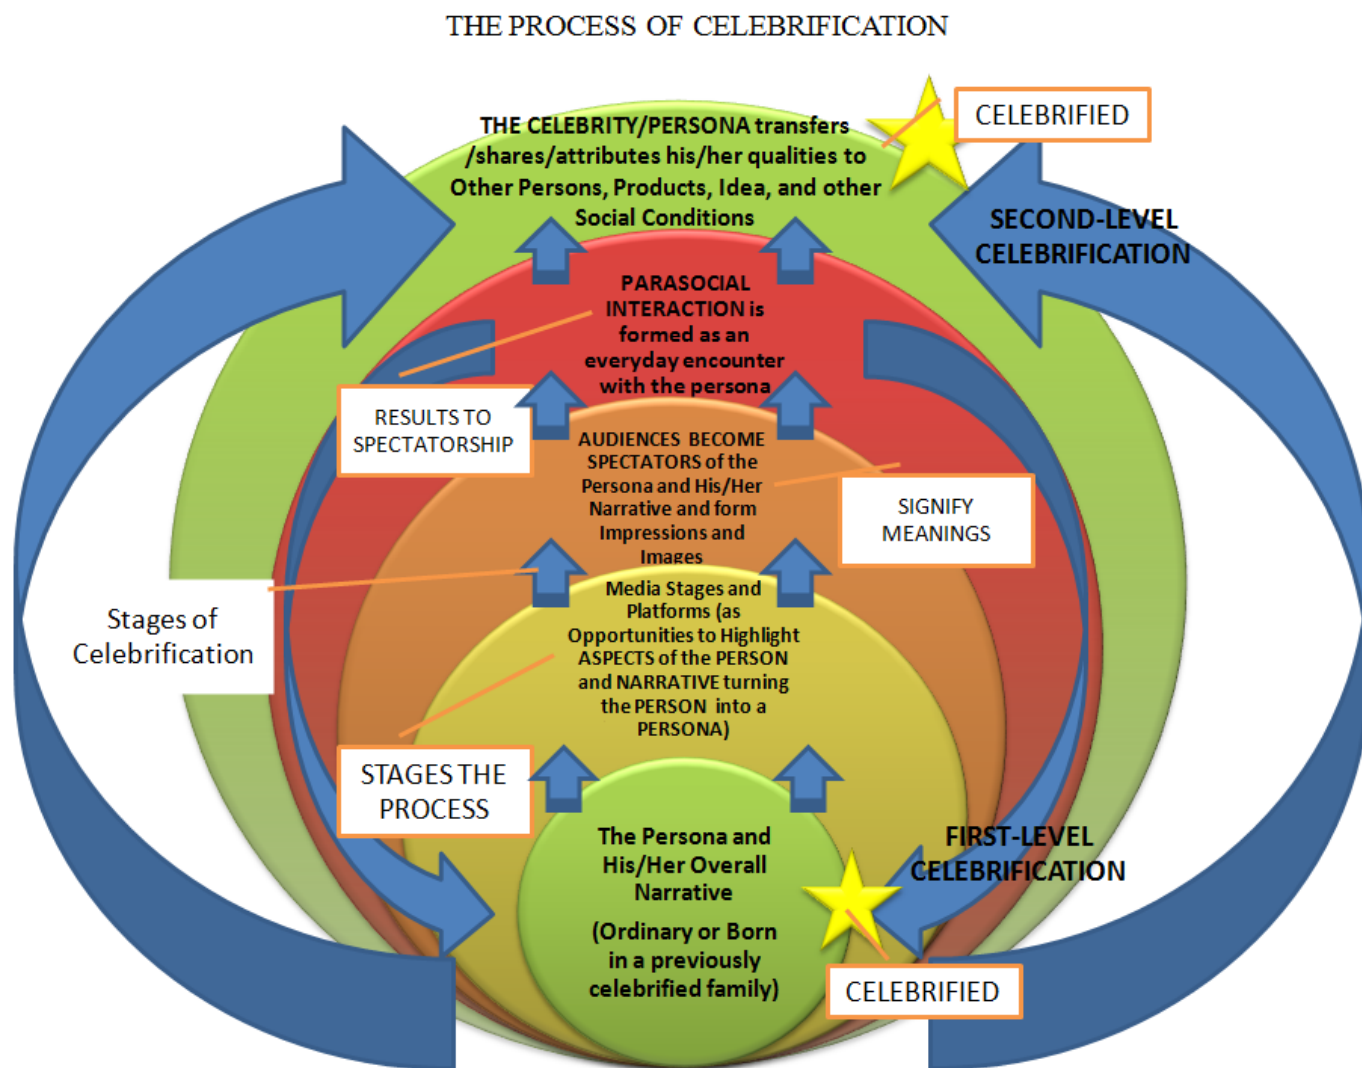 THE PROCESS OF CELEBRIFICATION
CELEBRIFIED
THE CELEBRITY/PERSONA transfers
/shares/attributes his/her qualities to
Other Persons, Products, Idea, and other
Social Conditions
SECOND-LEVEL
CELEBRIFICATION
PARASOCIAL
INTERACTION is
formed as an
everyday encounter
with the persona
RESULTS TO
SPECTATORSHIP
AUDIENCES BECOME
SPECTATORS of the
Persona and His/Her
Narrative and form
Impressions and
Images
SIGNIFY
MEANINGS
Stages of
Celebrification
Media Stages and
Platforms (as
Opportunities to Highlight
ASPECTS of the PERSON
and NARRATIVE turning
the PERSON into a
PERSONA)
STAGES THE
PROCESS
The Persona and
His/Her Overall
Narrative
(Ordinary or Born
in a previously
celebrified family)
FIRST-LEVEL
CELEBRIFICATION
CELEBRIFIED